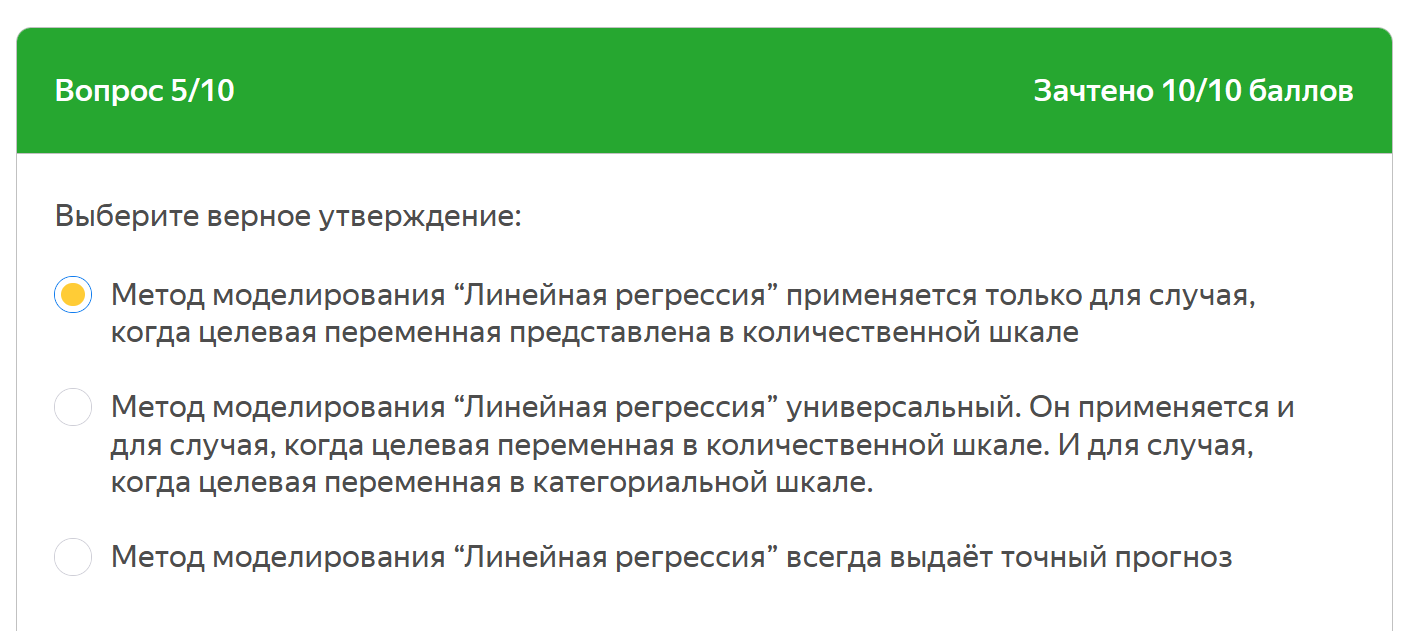 Вопрос 5/10
Зачтено 10/10 баллов
Выберите верное утверждение:
Метод моделирования “Линейная регрессия” применяется только для случая,
когда целевая переменная представлена в количественной шкале
Метод моделирования “Линейная регрессия” универсальный. Он применяется и
для случая, когда целевая переменная в количественной шкале. И для случая,
когда целевая переменная в категориальной шкале.
Метод моделирования “Линейная регрессия” всегда выдаёт точный прогноз